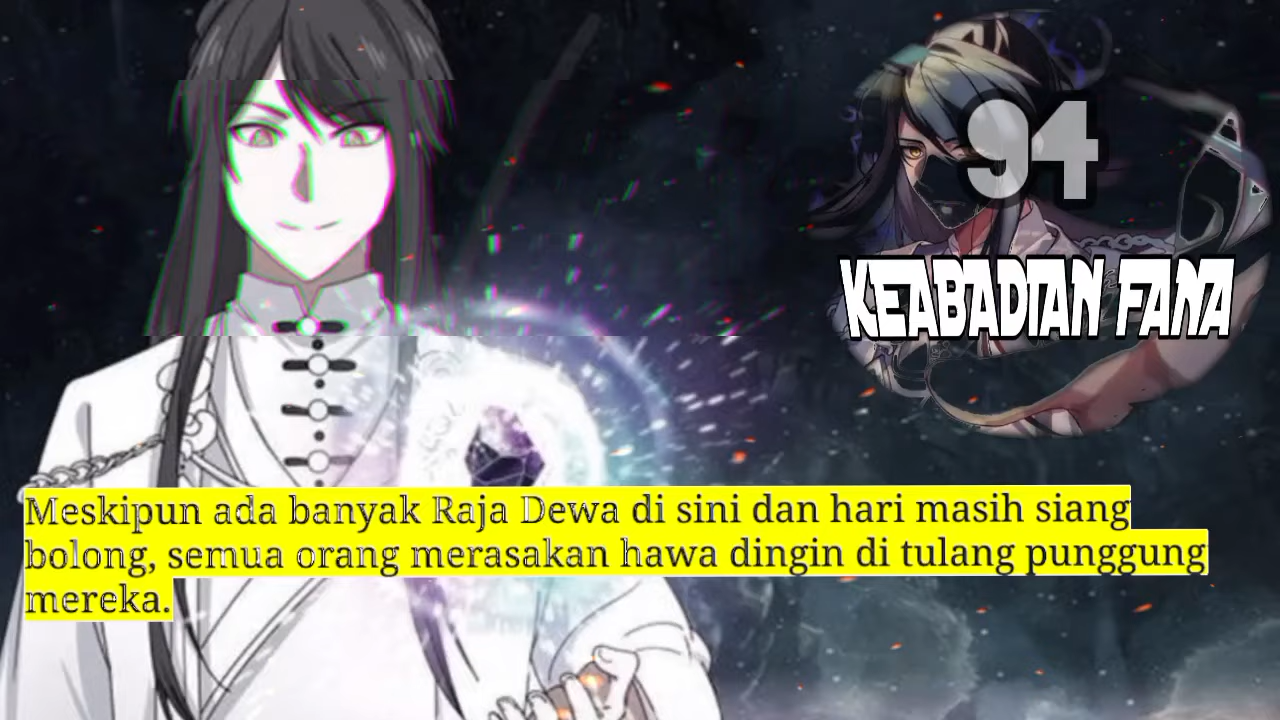 94
KEABADIAN FANA
Meskipun ada banyak Raja Dewa di sini dan hari masih siang
bolong, semua orang merasakan hawa dingin di tulang punggung
mereka.